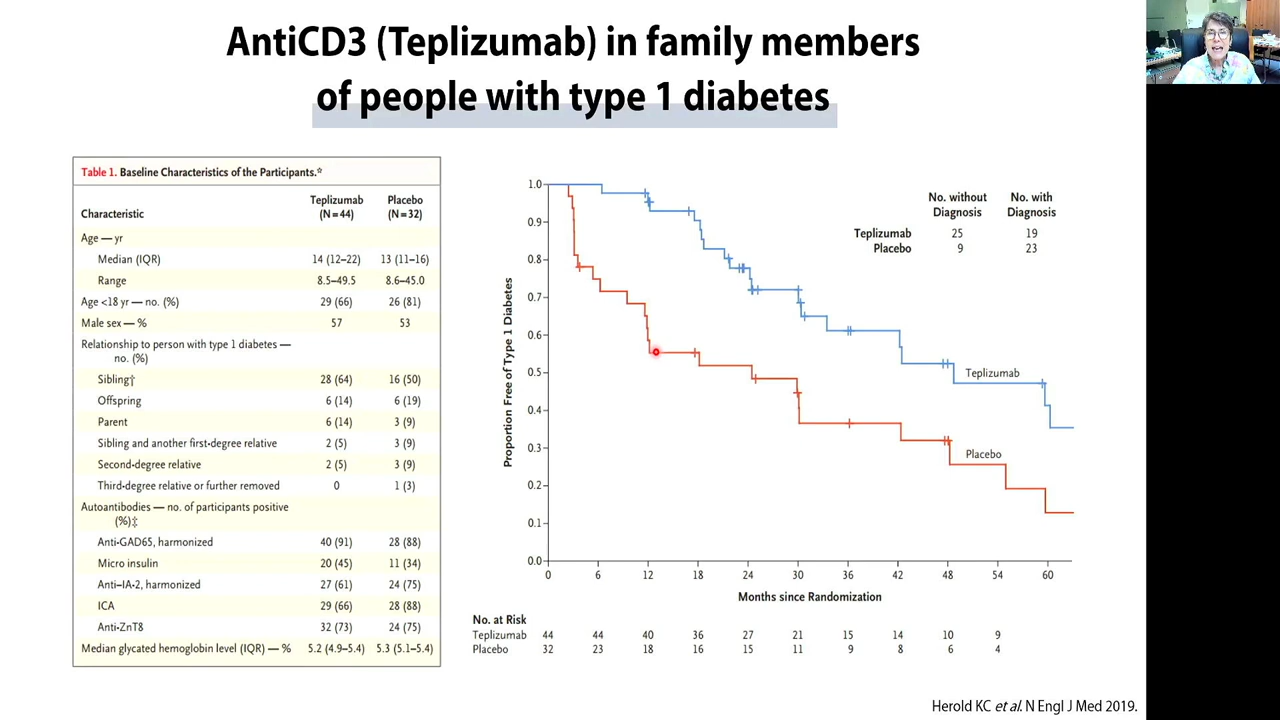 AntiCD3 (Teplizumab) in family members
of people with type 1 diabetes
Table 1. Baseline Characteristics of the Participants.☆
Characteristic Teplizumab (N=44) Placebo (N=32)
Age — yr
Median (IQR) 14 (12–22) 13 (11–16)
Range 8.5–49.5 8.6–45.0
Age <18 yr — no. (%) 29 (66) 26 (81)
Male sex — % 57 53
Relationship to person with type 1 diabetes —
no. (%)
Sibling† 28 (64) 16 (50)
Offspring 6 (14) 6 (19)
Parent 6 (14) 3 (9)
Sibling and another first-degree relative 2 (5) 3 (9)
Second-degree relative 2 (5) 3 (9)
Third-degree relative or further removed 0 1 (3)
Autoantibodies — no. of participants positive
(%)‡
Anti-GAD65, harmonized 40 (91) 28 (88)
Micro insulin 20 (45) 11 (34)
Anti–IA-2, harmonized 27 (61) 24 (75)
ICA 29 (66) 28 (88)
Anti-ZnT8 32 (73) 24 (75)
Median glycated hemoglobin level (IQR) — % 5.2 (4.9–5.4) 5.3 (5.1–5.4)
Proportion Free of Type 1 Diabetes
1.0
0.9
0.8
0.7
0.6
0.5
0.4
0.3
0.2
0.1
0.0
No. without Diagnosis No. with Diagnosis
Teplizumab 25 19
Placebo 9 23
Teplizumab
Placebo
0 6 12 18 24 30 36 42 48 54 60
Months since Randomization
No. at Risk
Teplizumab 44 44 40 36 27 21 15 14 10 9
Placebo 32 23 18 16 15 11 9 8 6 4
Herold KC et al. N Engl J Med 2019.